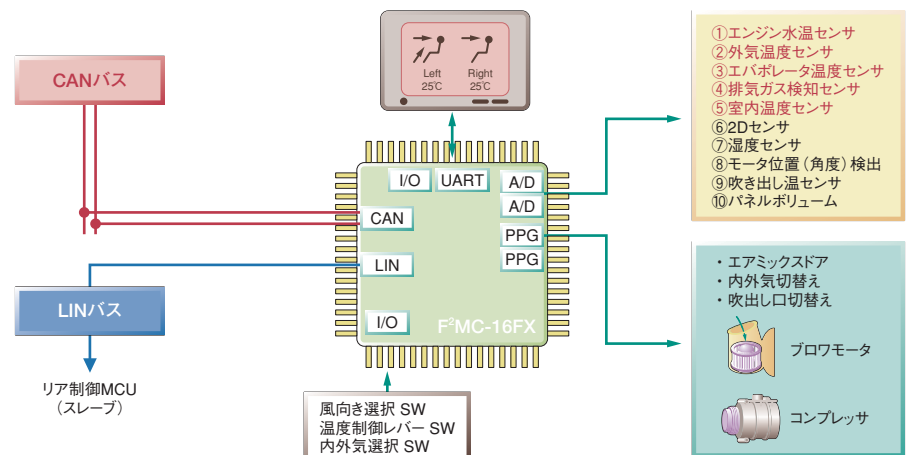 CANバス
LINバス
リア制御MCU
（スレーブ）
Left
25℃
Right
25℃
I/O
UART
A/D
A/D
CAN
PPG
PPG
LIN
I/O
F²MC-16FX
風向き選択 SW
温度制御レバー SW
内外気選択 SW
①エンジン水温センサ
②外気温度センサ
③エバポレータ温度センサ
④排気ガス検知センサ
⑤室内温度センサ
⑥2Dセンサ
⑦湿度センサ
⑧モータ位置（角度）検出
⑨吹き出し温センサ
⑩パネルボリューム
・エアミックスドア
・内外気切替え
・吹出し口切替え
ブロワモータ
コンプレッサ